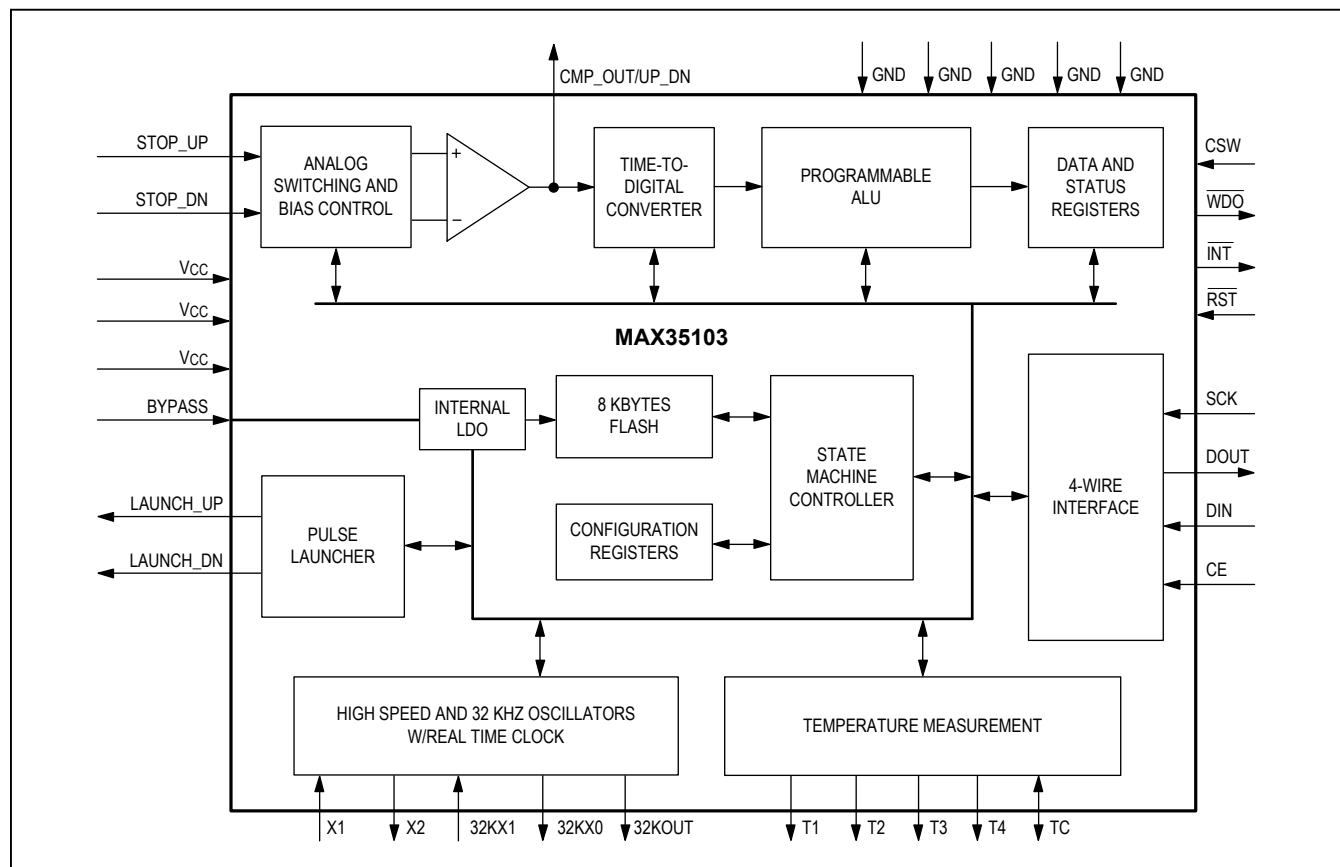 CMP_OUT/UP_DN
GND
GND
GND
GND
GND
STOP_UP
STOP_DN
VCC
VCC
VCC
BYPASS
LAUNCH_UP
LAUNCH_DN
ANALOG
SWITCHING AND
BIAS CONTROL
+
−
TIME-TO-
DIGITAL
CONVERTER
PROGRAMMABLE
ALU
DATA AND
STATUS
REGISTERS
CSW
WDO
INT
RST
MAX35103
INTERNAL
LDO
8 KBYTES
FLASH
STATE
MACHINE
CONTROLLER
CONFIGURATION
REGISTERS
PULSE
LAUNCHER
4-WIRE
INTERFACE
SCK
DOUT
DIN
CE
HIGH SPEED AND 32 KHZ OSCILLATORS
W/REAL TIME CLOCK
TEMPERATURE MEASUREMENT
X1
X2
32KX1
32KX0
32KOUT
T1
T2
T3
T4
TC